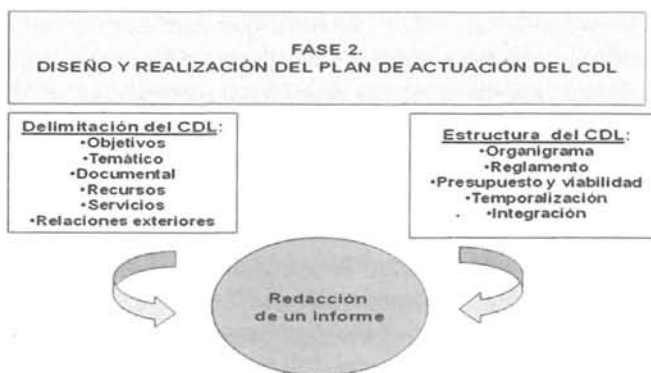 FASE 2.
DISEÑO Y REALIZACIÓN DEL PLAN DE ACTUACIÓN DEL CDL
Delimitación del CDL:
•Objetivos
•Temático
•Documental
•Recursos
•Servicios
•Relaciones exteriores
Estructura del CDL:
•Organigrama
•Reglamento
•Presupuesto y viabilidad
•Temporalización
•Integración
Redacción
de un informe